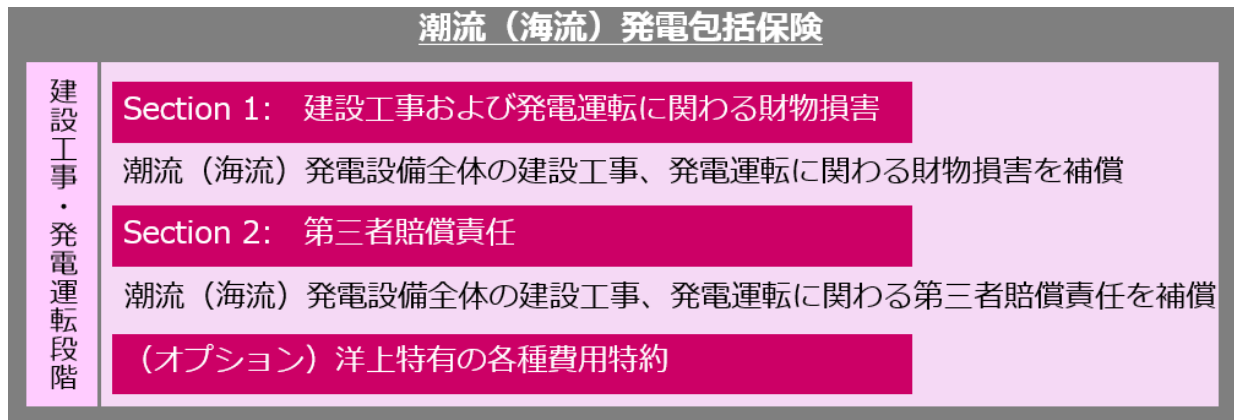 潮流（海流）発電包括保険
建設工事・発電運転段階
Section 1:　建設工事および発電運転に関わる財物損害
潮流（海流）発電設備全体の建設工事、発電運転に関わる財物損害を補償
Section 2:　第三者賠償責任
潮流（海流）発電設備全体の建設工事、発電運転に関わる第三者賠償責任を補償
（オプション）洋上特有の各種費用特約